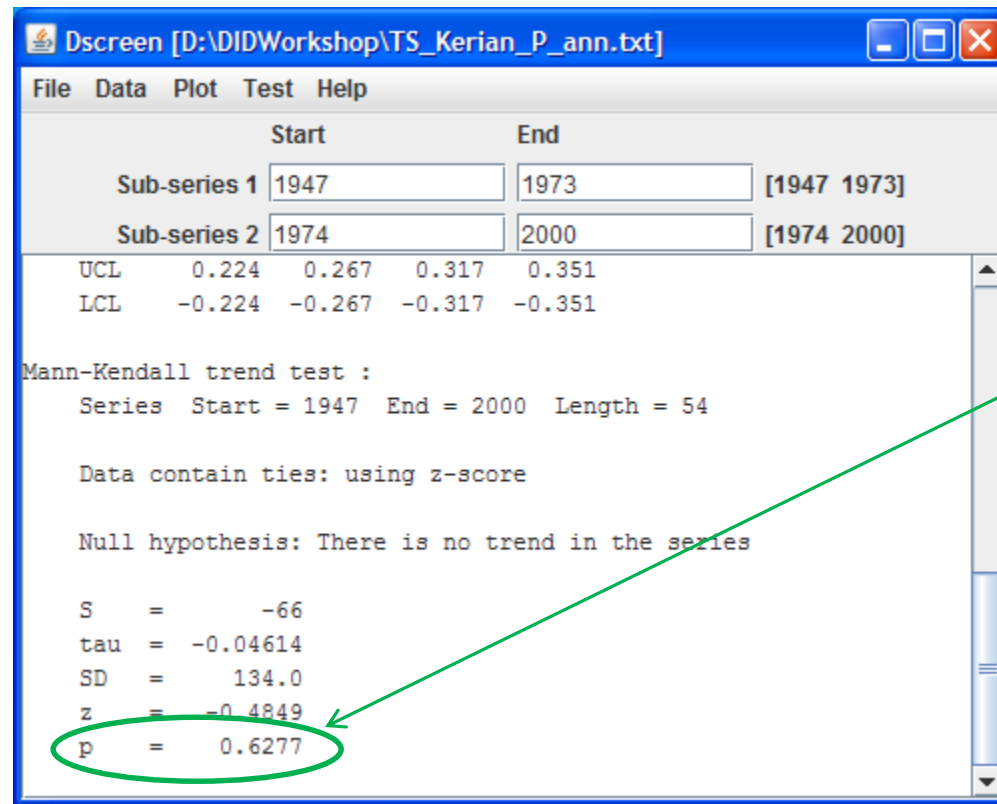 Dscreen [D:\DIDWorkshop\TS_Kerian_P_ann.txt]
File Data Plot Test Help
Start End
Sub-series 1 1947 1973 [1947 1973]
Sub-series 2 1974 2000 [1974 2000]
UCL 0.224 0.267 0.317 0.351
LCL -0.224 -0.267 -0.317 -0.351
Mann-Kendall trend test :
Series Start = 1947 End = 2000 Length = 54
Data contain ties: using z-score
Null hypothesis: There is no trend in the series
S = -66
tau = -0.04614
SD = 134.0
z = -0.4849
p = 0.6277